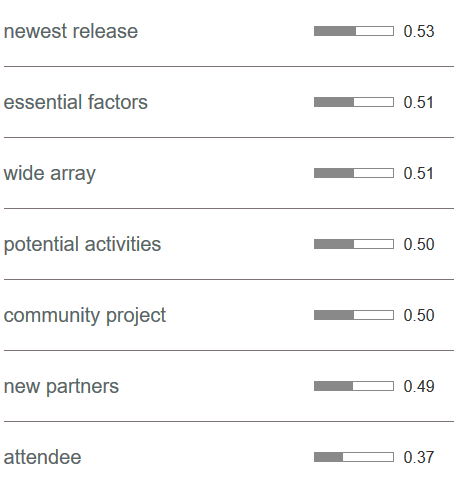 newest release 0.53
essential factors 0.51
wide array 0.51
potential activities 0.50
community project 0.50
new partners 0.49
attendee 0.37